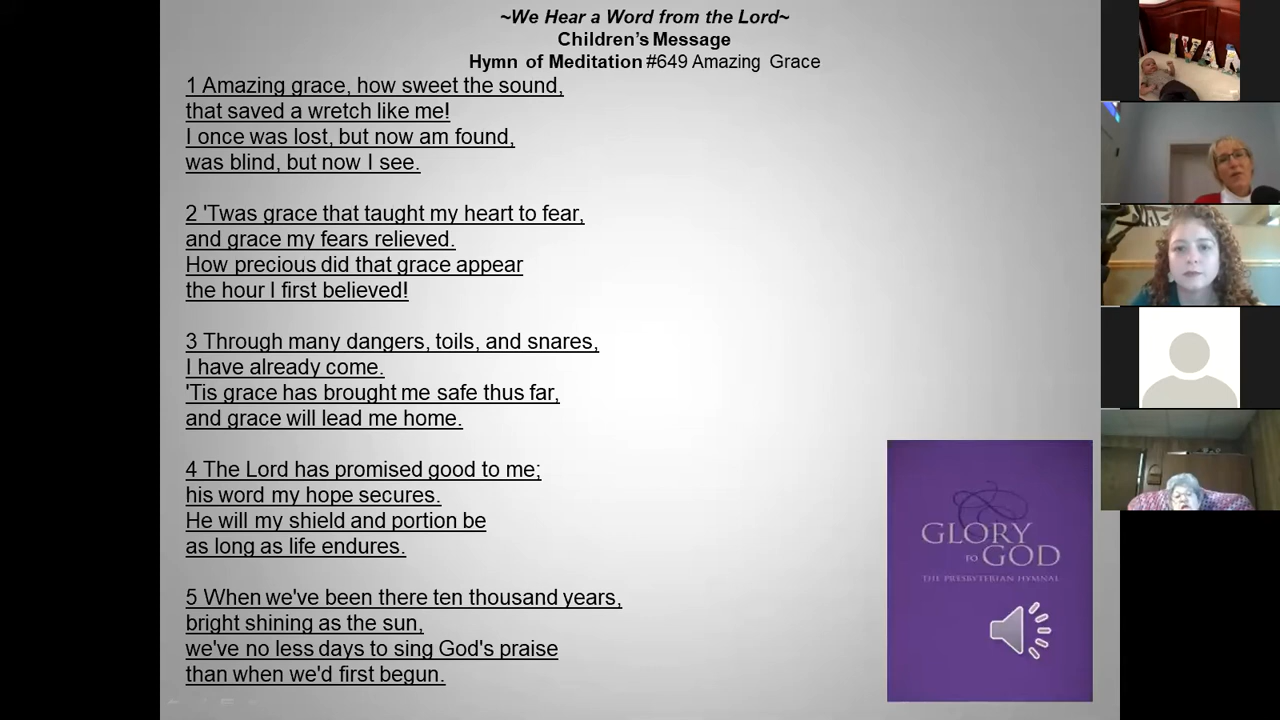 ~We Hear a Word from the Lord~
Children's Message
Hymn of Meditation #649 Amazing Grace
1 Amazing grace, how sweet the sound,
that saved a wretch like me!
I once was lost, but now am found,
was blind, but now I see.
2 'Twas grace that taught my heart to fear,
and grace my fears relieved.
How precious did that grace appear
the hour I first believed!
3 Through many dangers, toils, and snares,
I have already come.
'Tis grace has brought me safe thus far,
and grace will lead me home.
4 The Lord has promised good to me;
his word my hope secures.
He will my shield and portion be
as long as life endures.
5 When we've been there ten thousand years,
bright shining as the sun,
we've no less days to sing God's praise
than when we'd first begun.
GLORY
TO GOD
THE PRESBYTERIAN HYMNAL
IVAN